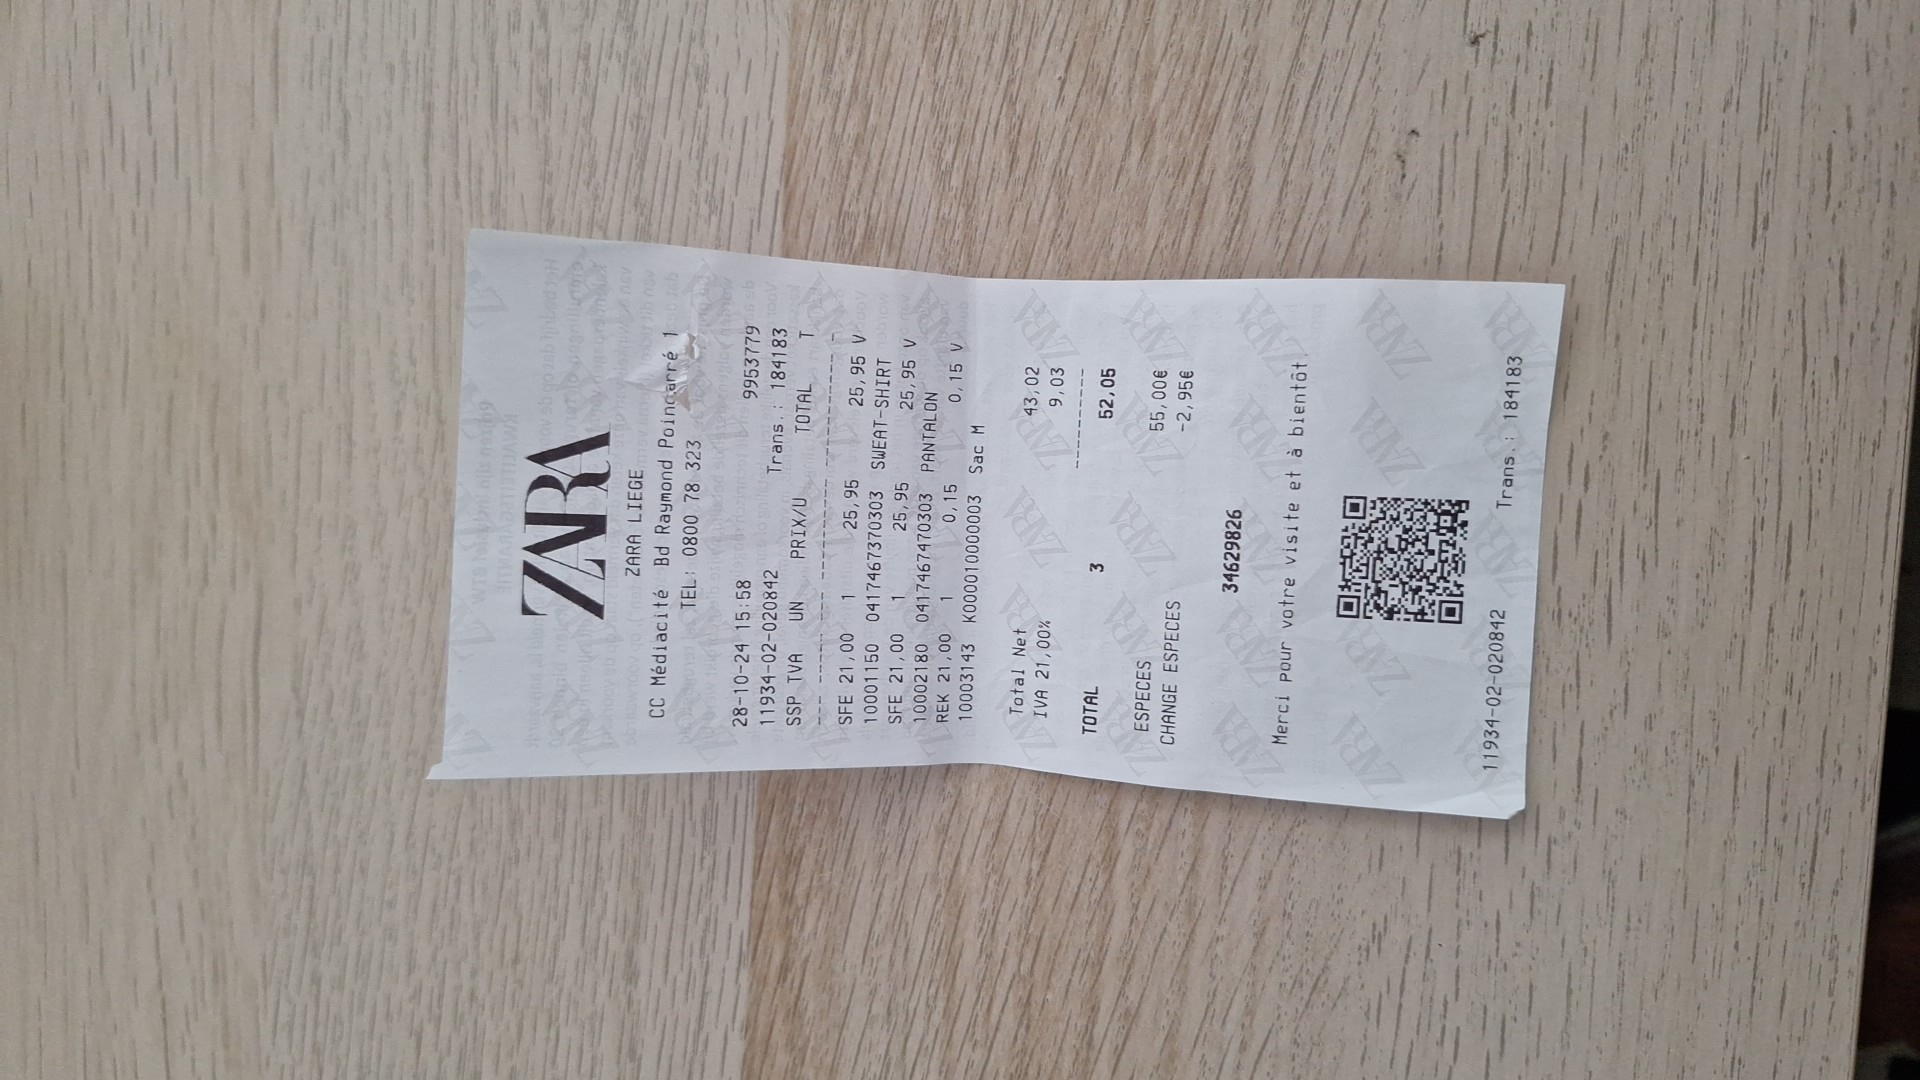 ZARA
ZARA LIEGE
CC Médiacité Bd Raymond Poincarré 1
TEL: 0800 78 323
28-10-24 15:58 9953779
11934-02-020842 Trans.: 184183
SSP TVA UN PRIX/U TOTAL T
SFE 21,00 1 25,95 25,95 V
10001150 0417467370303 SWEAT-SHIRT
SFE 21,00 1 25,95 25,95 V
10002180 0417467470303 PANTALON
REK 21,00 1 0,15 0,15 V
10003143 K0000100000003 Sac M
Total Net 43,02
IVA 21,00% 9,03
TOTAL 3 52,05
ESPECES 55,00€
CHANGE ESPECES -2,95€
34629826
Merci pour votre visite et à bientôt
11934-02-020842 Trans.: 184183